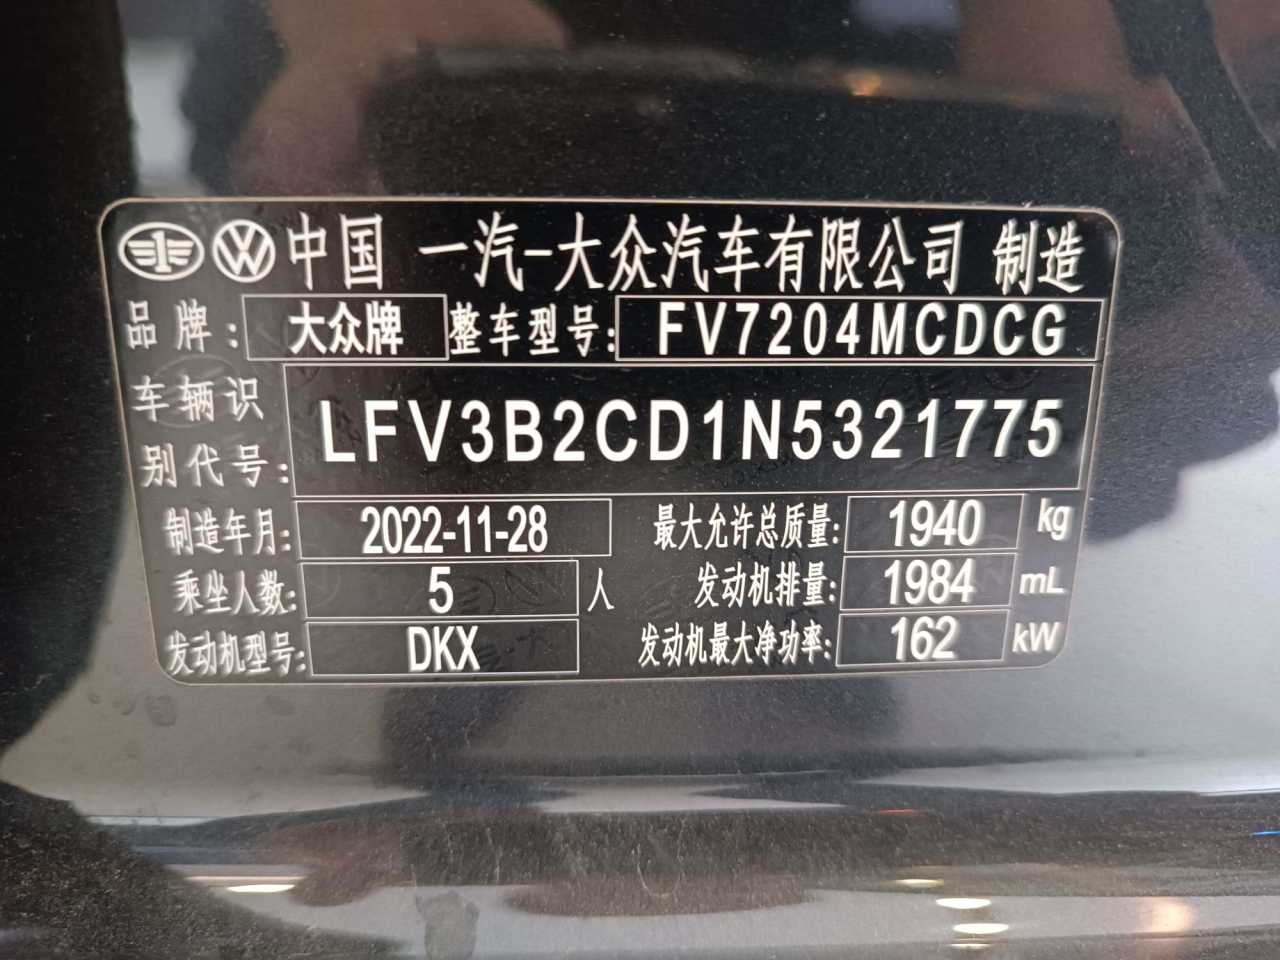 中国 一汽-大众汽车有限公司 制造
品牌: 大众牌 整车型号: FV7204MCDCG
车辆识别代号: LFV3B2CD1N5321775
制造年月: 2022-11-28 最大允许总质量: 1940 kg
乘坐人数: 5 人 发动机排量: 1984 mL
发动机型号: DKX 发动机最大净功率: 162 kW